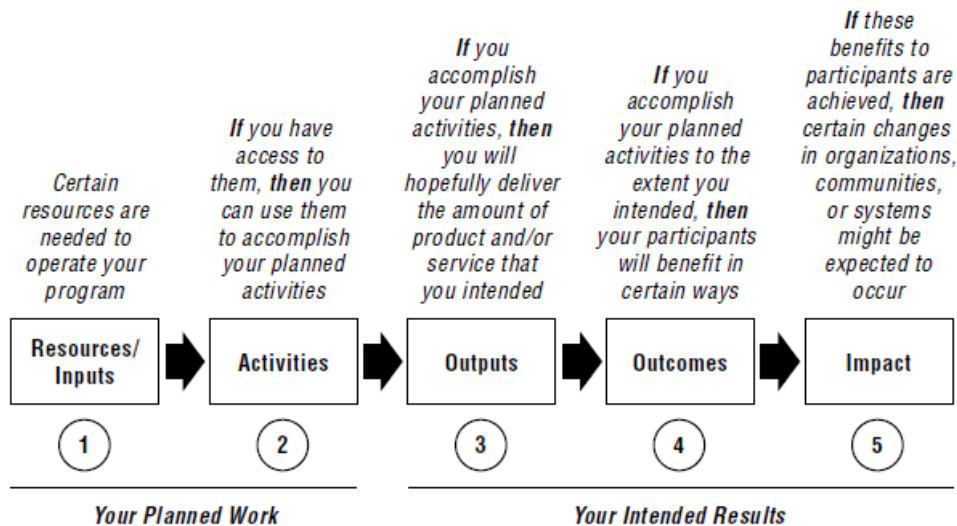 Certain
resources are
needed to
operate your
program
If you have
access to
them, then you
can use them
to accomplish
your planned
activities
If you
accomplish
your planned
activities, then
you will
hopefully deliver
the amount of
product and/or
service that
you intended
If you
accomplish
your planned
activities to the
extent you
intended, then
your participants
will benefit in
certain ways
If these
benefits to
participants are
achieved, then
certain changes
in organizations,
communities,
or systems
might be
expected to
occur
Resources/
Inputs
Activities
Outputs
Outcomes
Impact
1
2
3
4
5
Your Planned Work
Your Intended Results